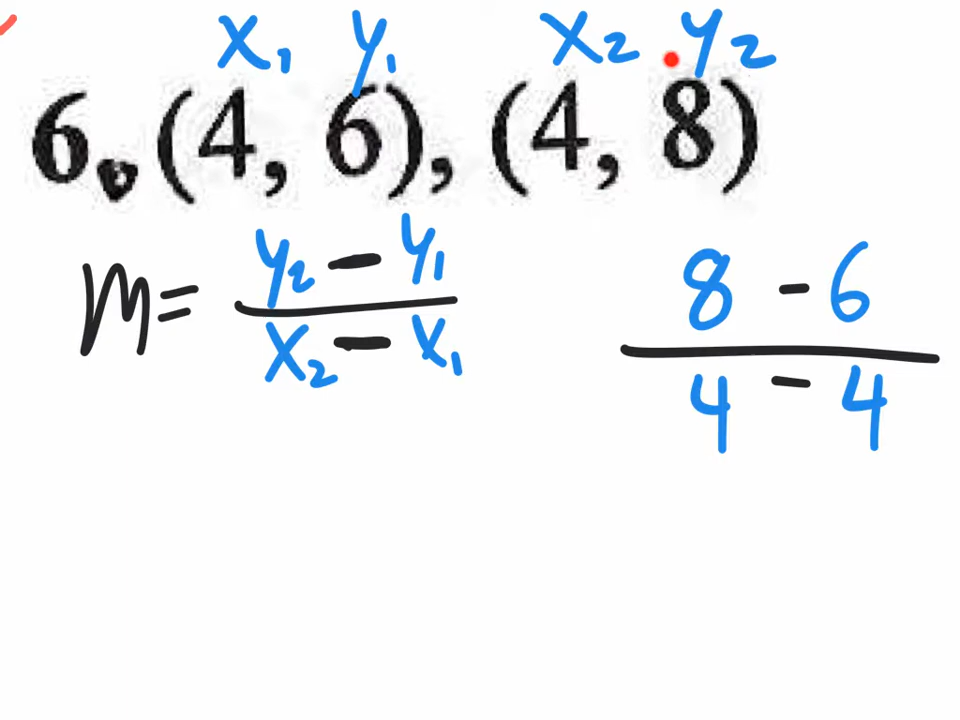 x₁ y₁ x₂ y₂
6. (4, 6), (4, 8)
m = y₂ - y₁ / x₂ - x₁
8 - 6 / 4 - 4